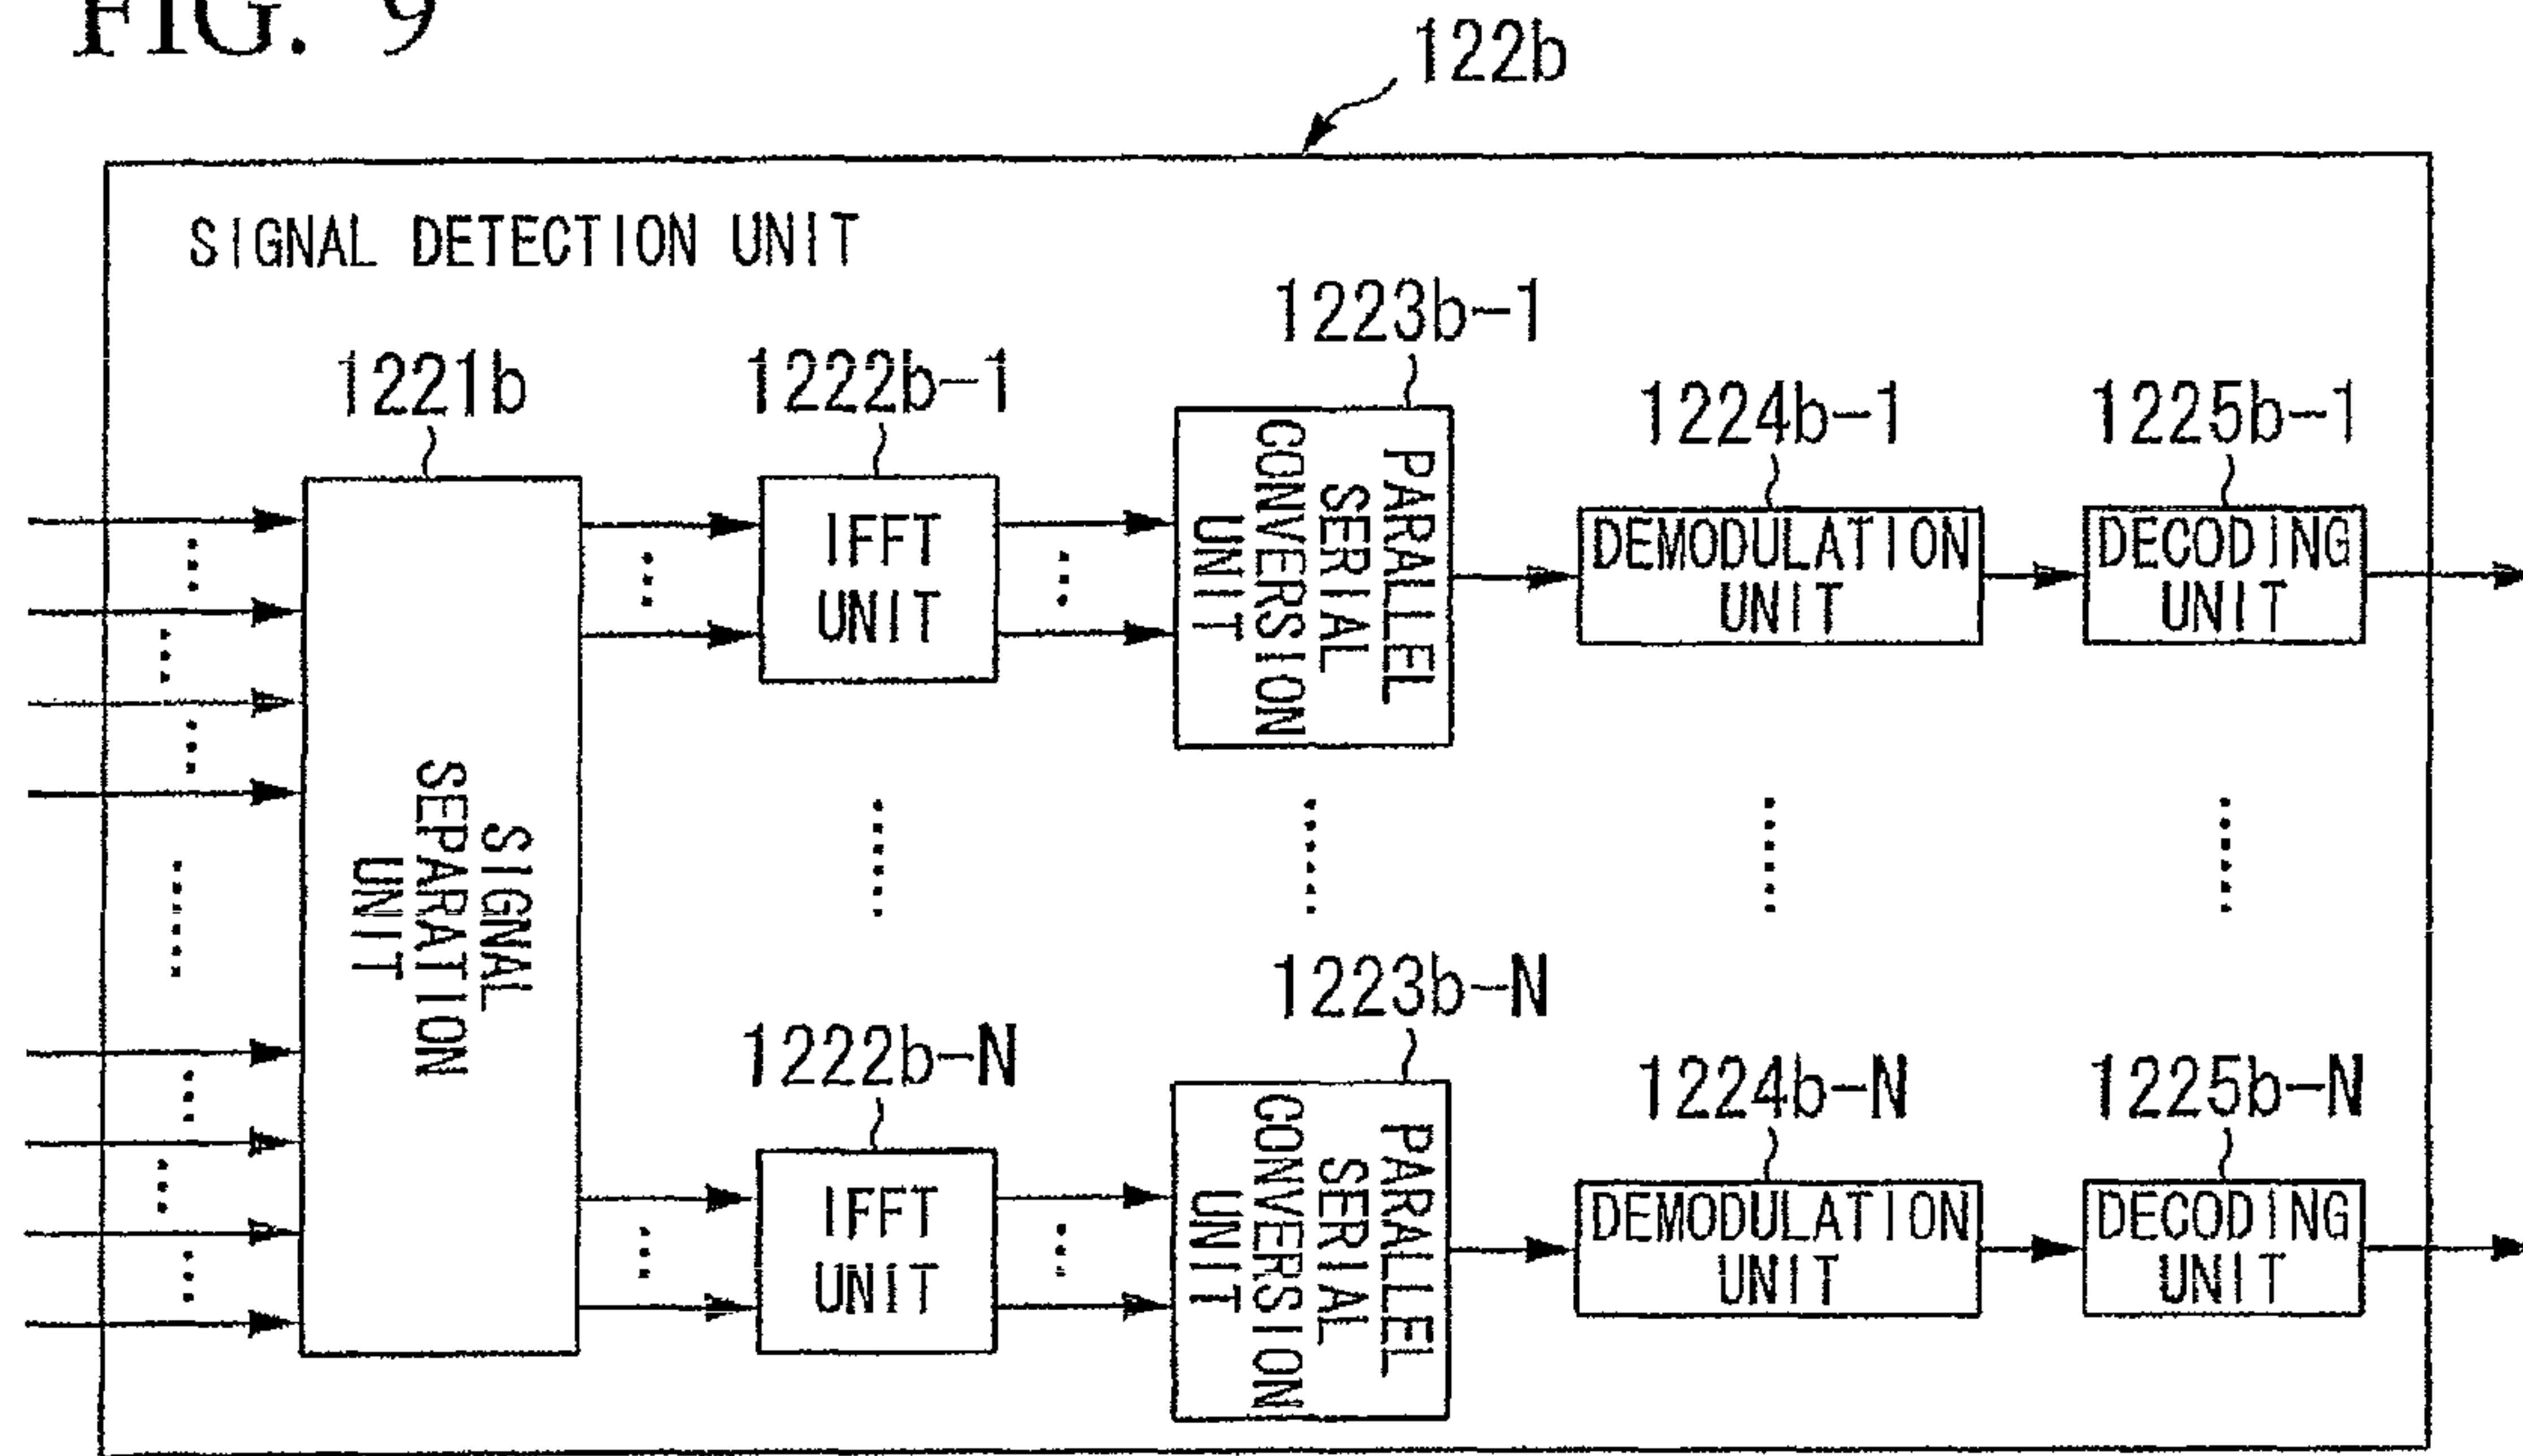 FIG. 9
122b
SIGNAL DETECTION UNIT
1221b
1222b-1
1223b-1
1224b-1
1225b-1
SIGNAL
SEPARATION
UNIT
IFFT
UNIT
PARALLEL
SERIAL
CONVERSION
UNIT
DEMODULATION
UNIT
DECODING
UNIT
1222b-N
1223b-N
1224b-N
1225b-N
IFFT
UNIT
PARALLEL
SERIAL
CONVERSION
UNIT
DEMODULATION
UNIT
DECODING
UNIT